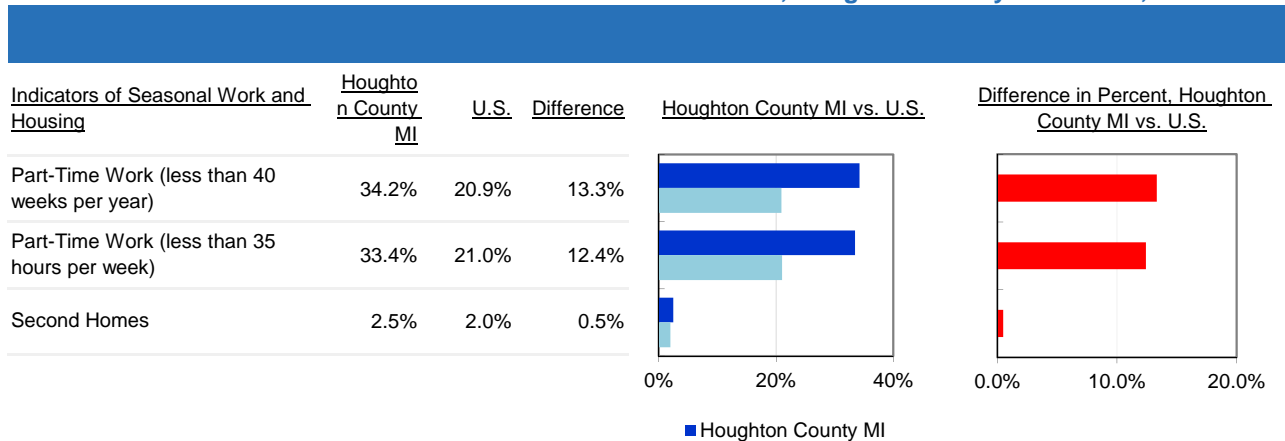 Indicators of Seasonal Work and
Housing
Houghto
n County
MI
U.S.
Difference
Houghton County MI vs. U.S.
Difference in Percent, Houghton
County MI vs. U.S.
Part-Time Work (less than 40
weeks per year)
34.2%
20.9%
13.3%
Part-Time Work (less than 35
hours per week)
33.4%
21.0%
12.4%
Second Homes
2.5%
2.0%
0.5%
0%
20%
40%
0.0%
10.0%
20.0%
Houghton County MI